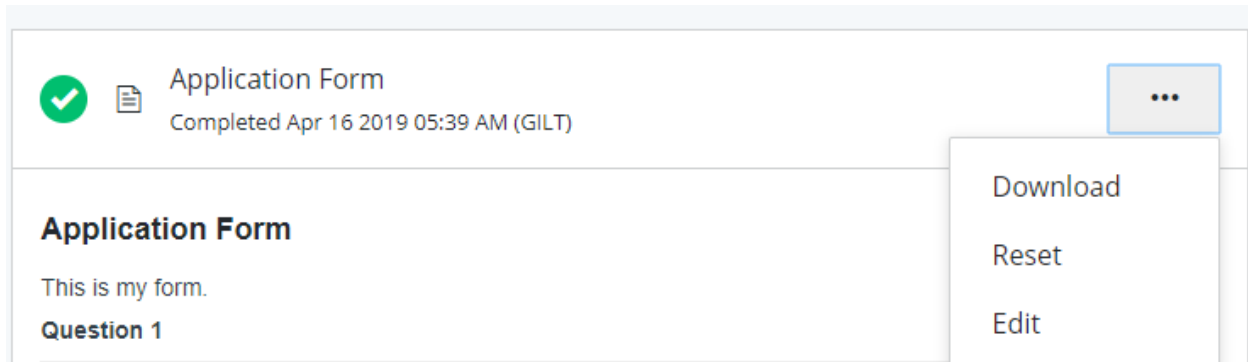 Application Form
Completed Apr 16 2019 05:39 AM (GILT)
...
Download
Reset
Edit
Application Form
This is my form.
Question 1